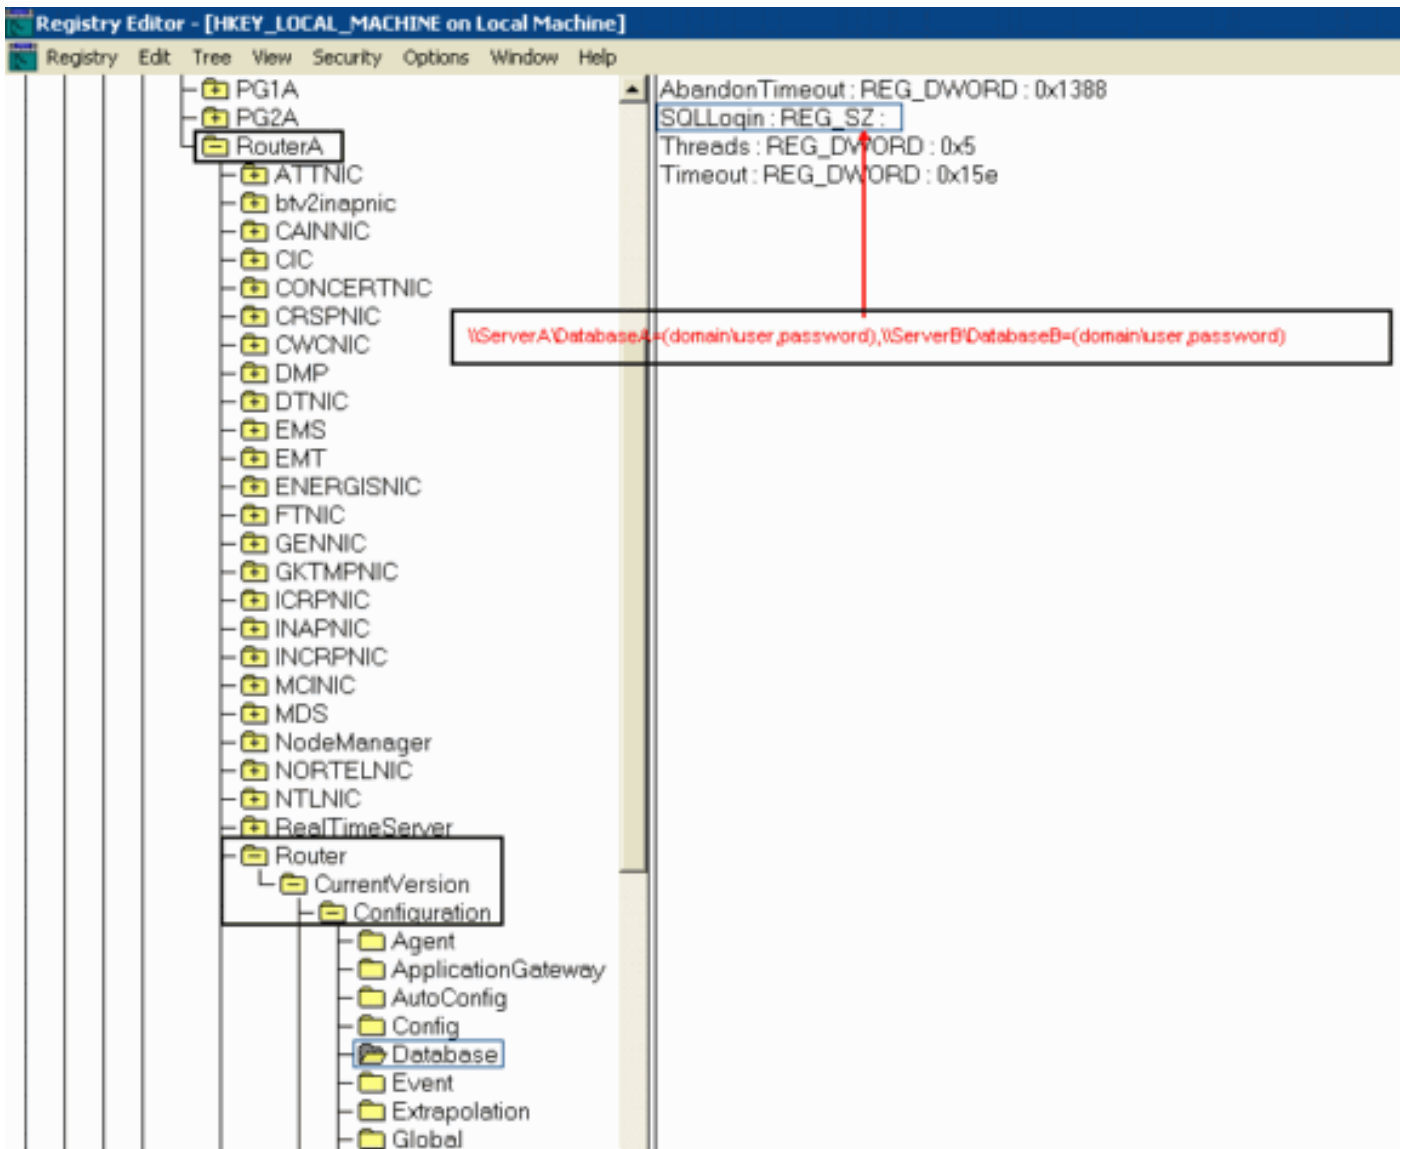 Registry Editor - [HKEY_LOCAL_MACHINE on Local Machine]
Registry Edit Tree View Security Options Window Help
PG1A
PG2A
RouterA
ATTNIC
btv2inapnic
CAINNIC
CIC
CONCERTNIC
CRSPNIC
CWCNIC
DMP
DTNIC
EMS
EMT
ENERGISNIC
FTNIC
GENNIC
GKTMPNIC
ICRPNIC
INAPNIC
INCRPNIC
MCINIC
MDS
NodeManager
NORTELNIC
NTLNIC
RealTimeServer
Router
CurrentVersion
Configuration
Agent
ApplicationGateway
AutoConfig
Config
Database
Event
Extrapolation
Global
AbandonTimeout : REG_DWORD : 0x1388
SQLLogin : REG_SZ :
Threads : REG_DWORD : 0x5
Timeout : REG_DWORD : 0x15e
\\ServerA\DatabaseA=(domain\user,password),\\ServerB\DatabaseB=(domain\user,password)